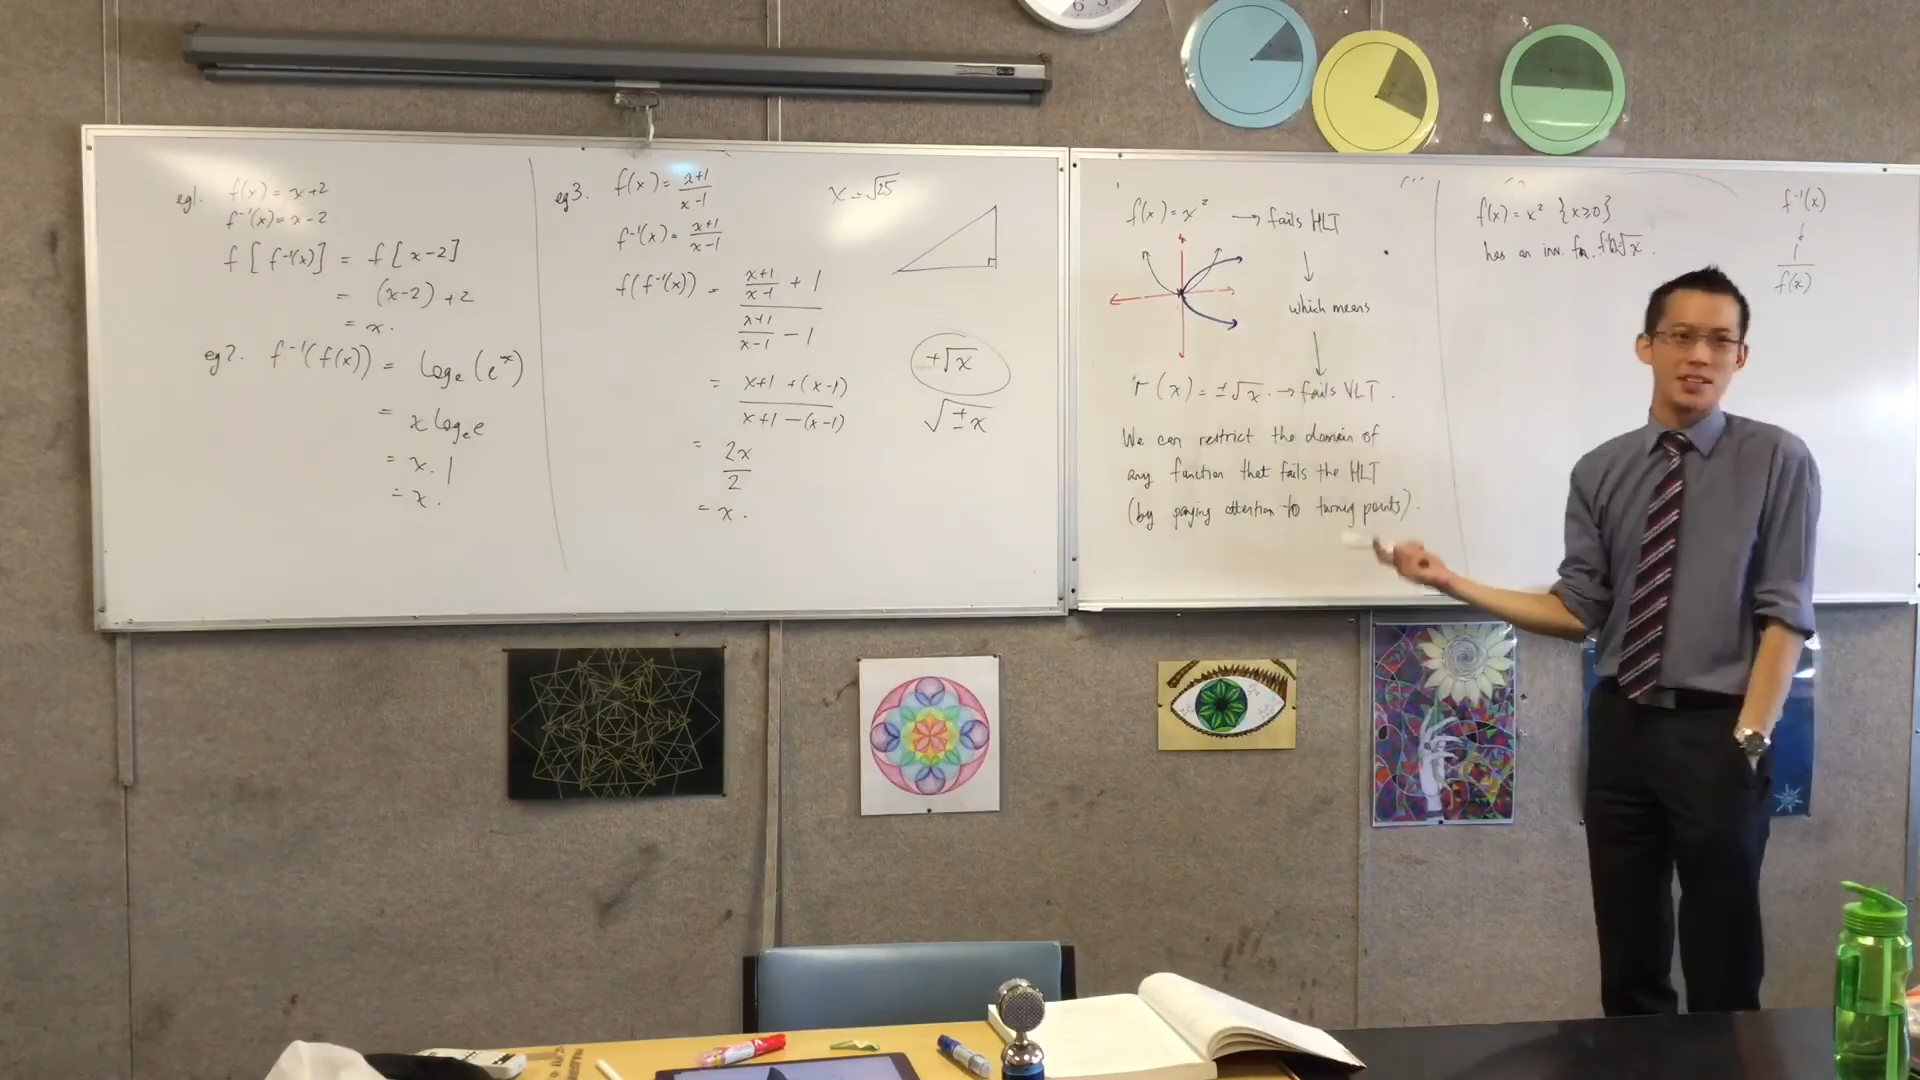 eg1. f(x) = x+2
f⁻¹(x) = x-2
f[f⁻¹(x)] = f[x-2]
= (x-2)+2
= x.
eg2. f⁻¹(f(x)) = logₑ(eˣ)
= x logₑe
= x.1
= x.
eg3. f(x) = (x+1)/(x-1)
f⁻¹(x) = (x+1)/(x-1)
f(f⁻¹(x)) = ((x+1)/(x-1) + 1)/((x+1)/(x-1) - 1)
= (x+1+(x-1))/(x+1-(x-1))
= 2x/2
= x.
x = √25
+√x
√±x
f(x) = x² → fails HLT
↓
which means
↓
r(x) = ±√x. → fails VLT.
We can restrict the domain of
any function that fails the HLT
(by paying attention to turning points).
f(x) = x² {x≥0}
has an inv. fn. f⁻¹(x)=√x.
f⁻¹(x)
↓
1/f(x)